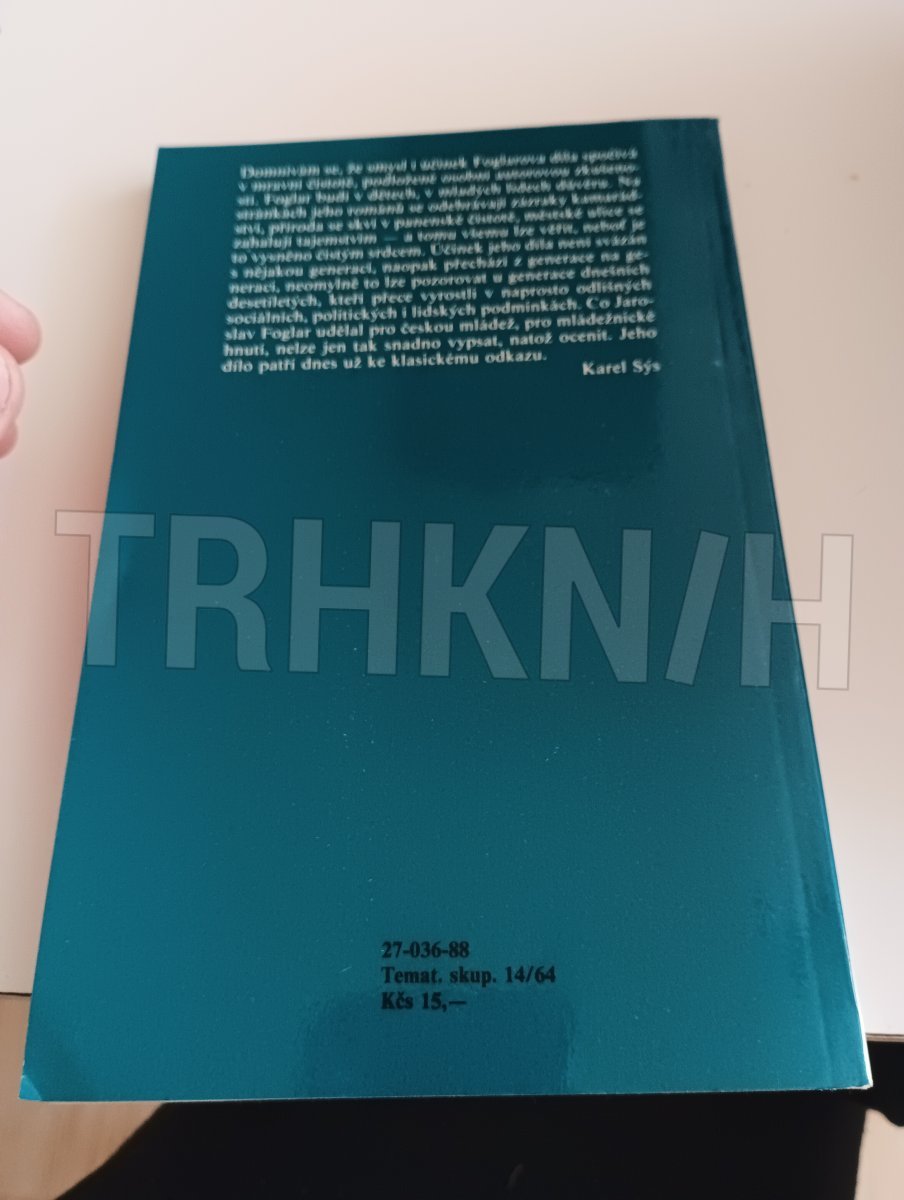 Domnívám se, že smysl i účinek Foglarova díla spočívá
v mravní čistotě, podložené osobní autorovou zkušeno-
stí. Foglar budí v dětech, v mladých lidech důvěru. Na
stránkách jeho románů se odehrávají zázraky kamarád-
ství, příroda se skví v panenské čistotě, městské ulice se
zahalují tajemstvím — a tomu všemu lze věřit, neboť je
to vysněno čistým srdcem. Účinek jeho díla není svázán
s nějakou generací, naopak přechází z generace na ge-
neraci, neomylně to lze pozorovat u generace dnešních
desetiletých, kteří přece vyrostli v naprosto odlišných
sociálních, politických i lidských podmínkách. Co Jaro-
slav Foglar udělal pro českou mládež, pro mládežnické
hnutí, nelze jen tak snadno vypsat, natož ocenit. Jeho
dílo patří dnes už ke klasickému odkazu.
Karel Sýs
TRHKN/H
27-036-88
Temat. skup. 14/64
Kčs 15,—